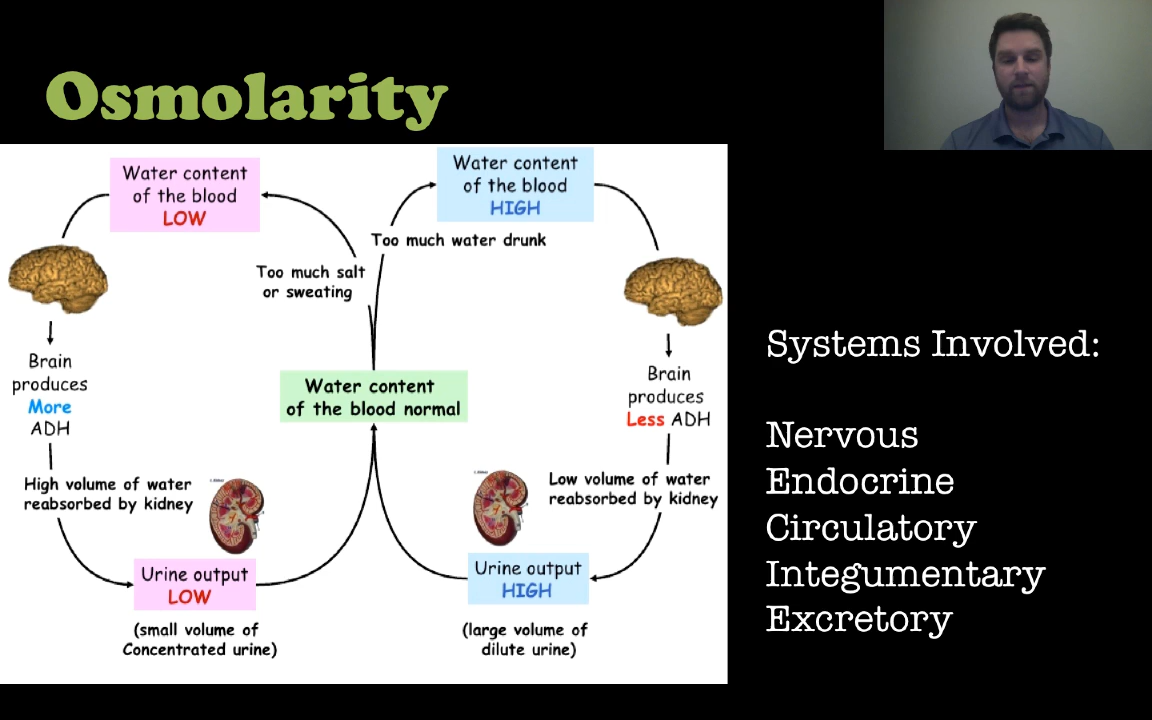 Osmolarity
Water content
of the blood
LOW
Water content
of the blood
HIGH
Too much water drunk
Too much salt
or sweating
Brain
produces
More
ADH
Water content
of the blood normal
Brain
produces
Less ADH
High volume of water
reabsorbed by kidney
Low volume of water
reabsorbed by kidney
Urine output
LOW
(small volume of
Concentrated urine)
Urine output
HIGH
(large volume of
dilute urine)
Systems Involved:
Nervous
Endocrine
Circulatory
Integumentary
Excretory